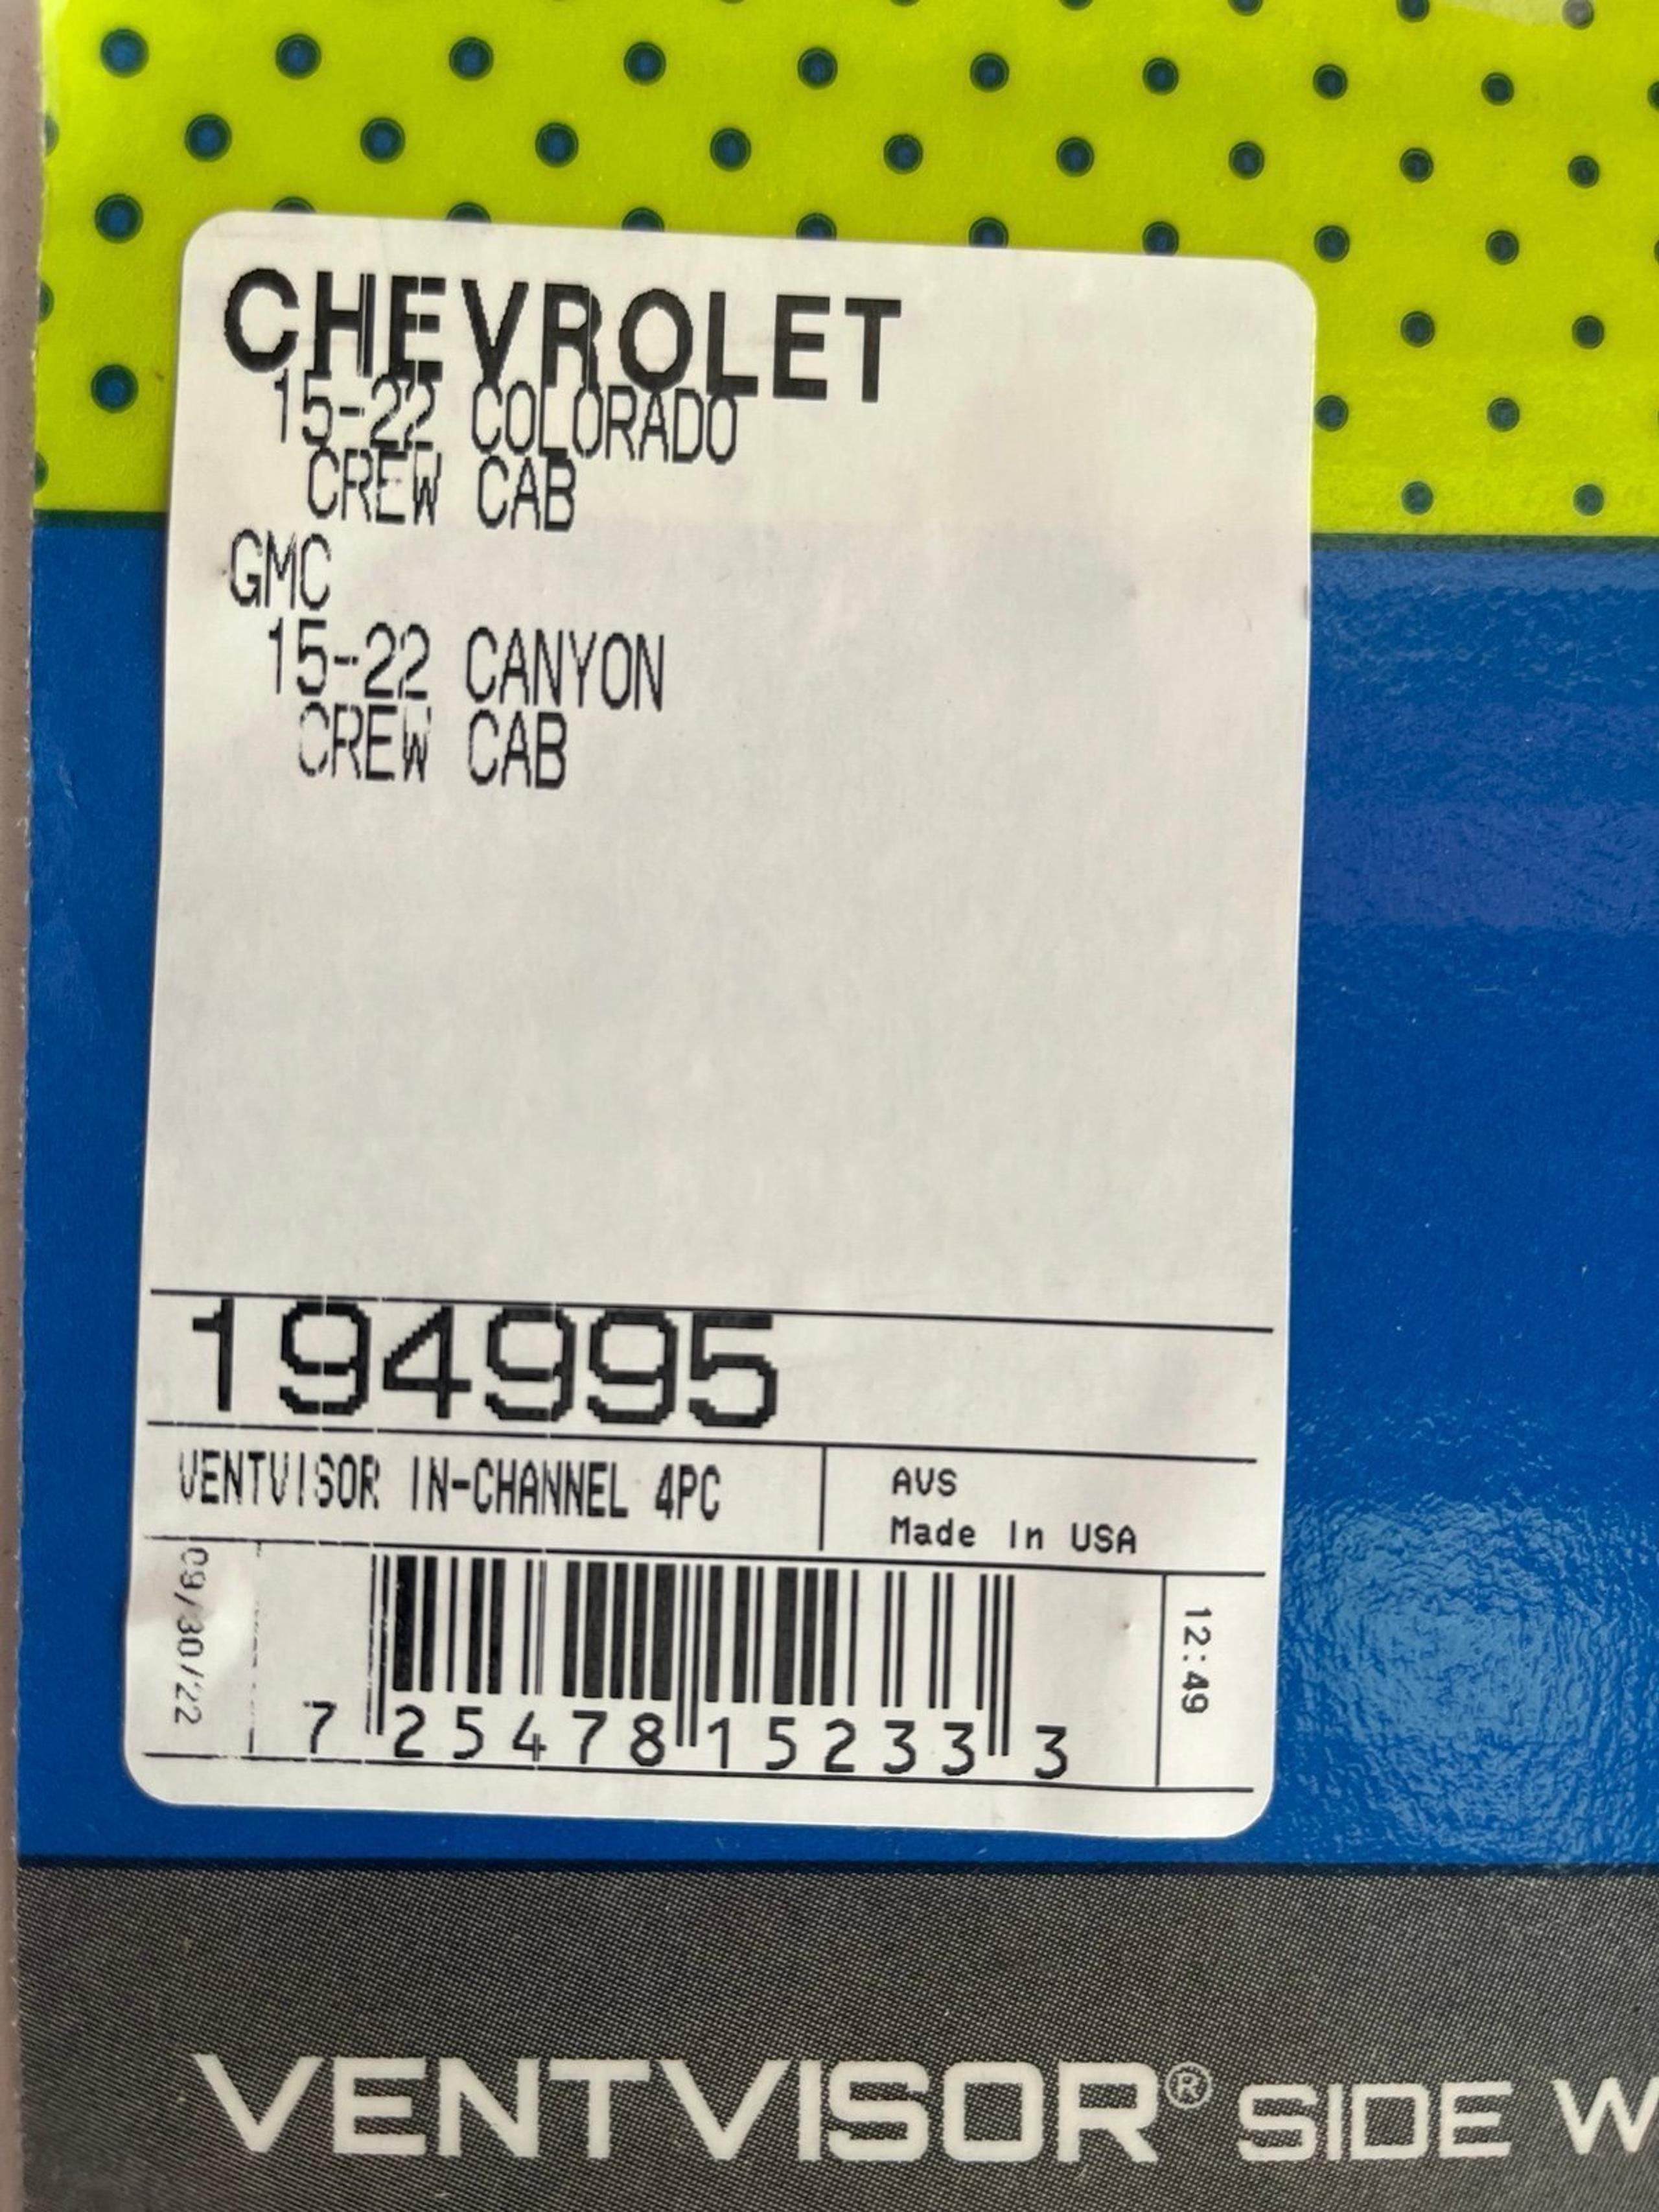 CHEVROLET
15-22 COLORADO
CREW CAB
GMC
15-22 CANYON
CREW CAB
194995
VENTVISOR IN-CHANNEL 4PC
AVS
Made In USA
09/30/22
7 25478 15233 3
12:49
VENTVISOR® SIDE W